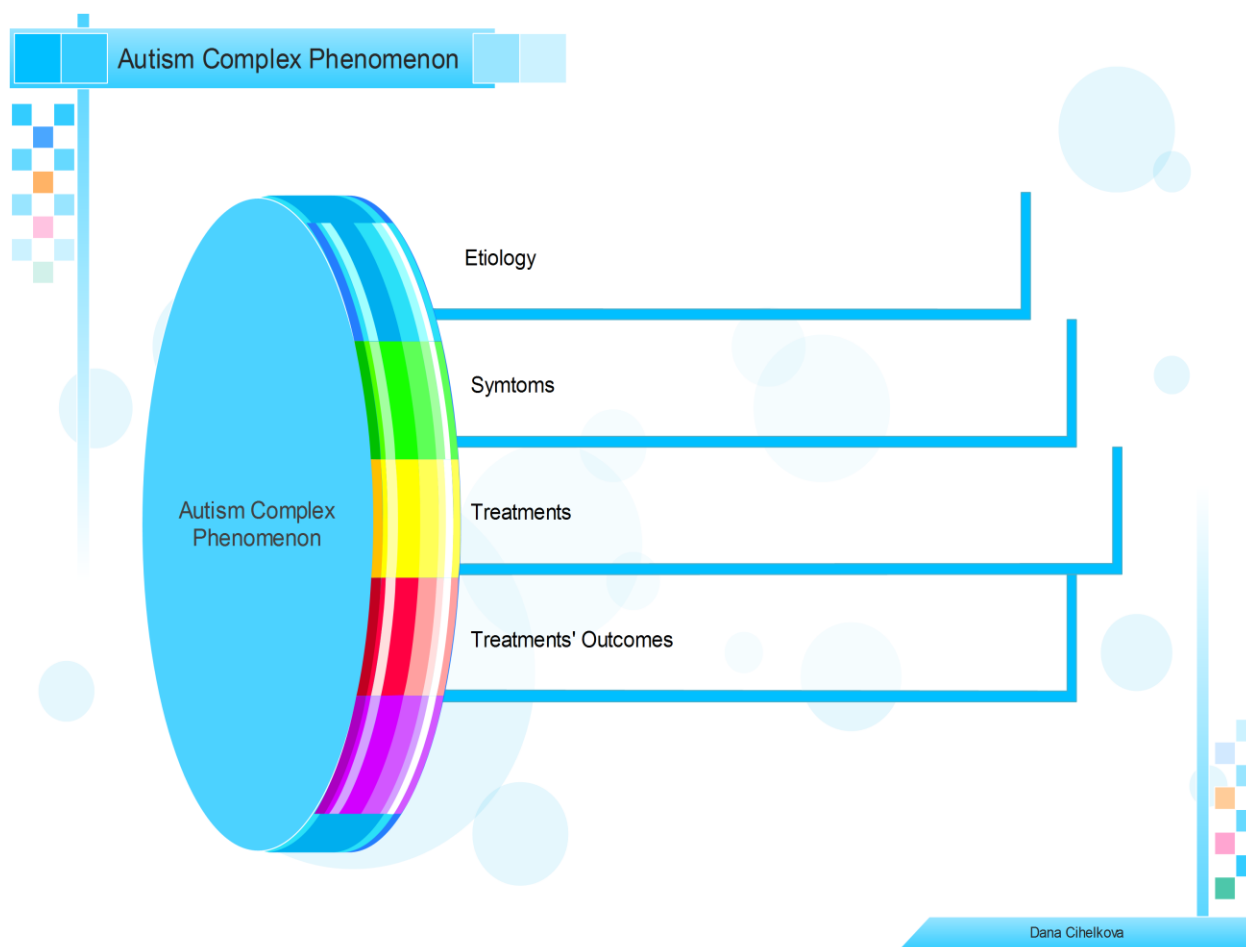 Autism Complex Phenomenon
Etiology
Symtoms
Autism Complex
Phenomenon
Treatments
Treatments' Outcomes
Dana Cihelkova